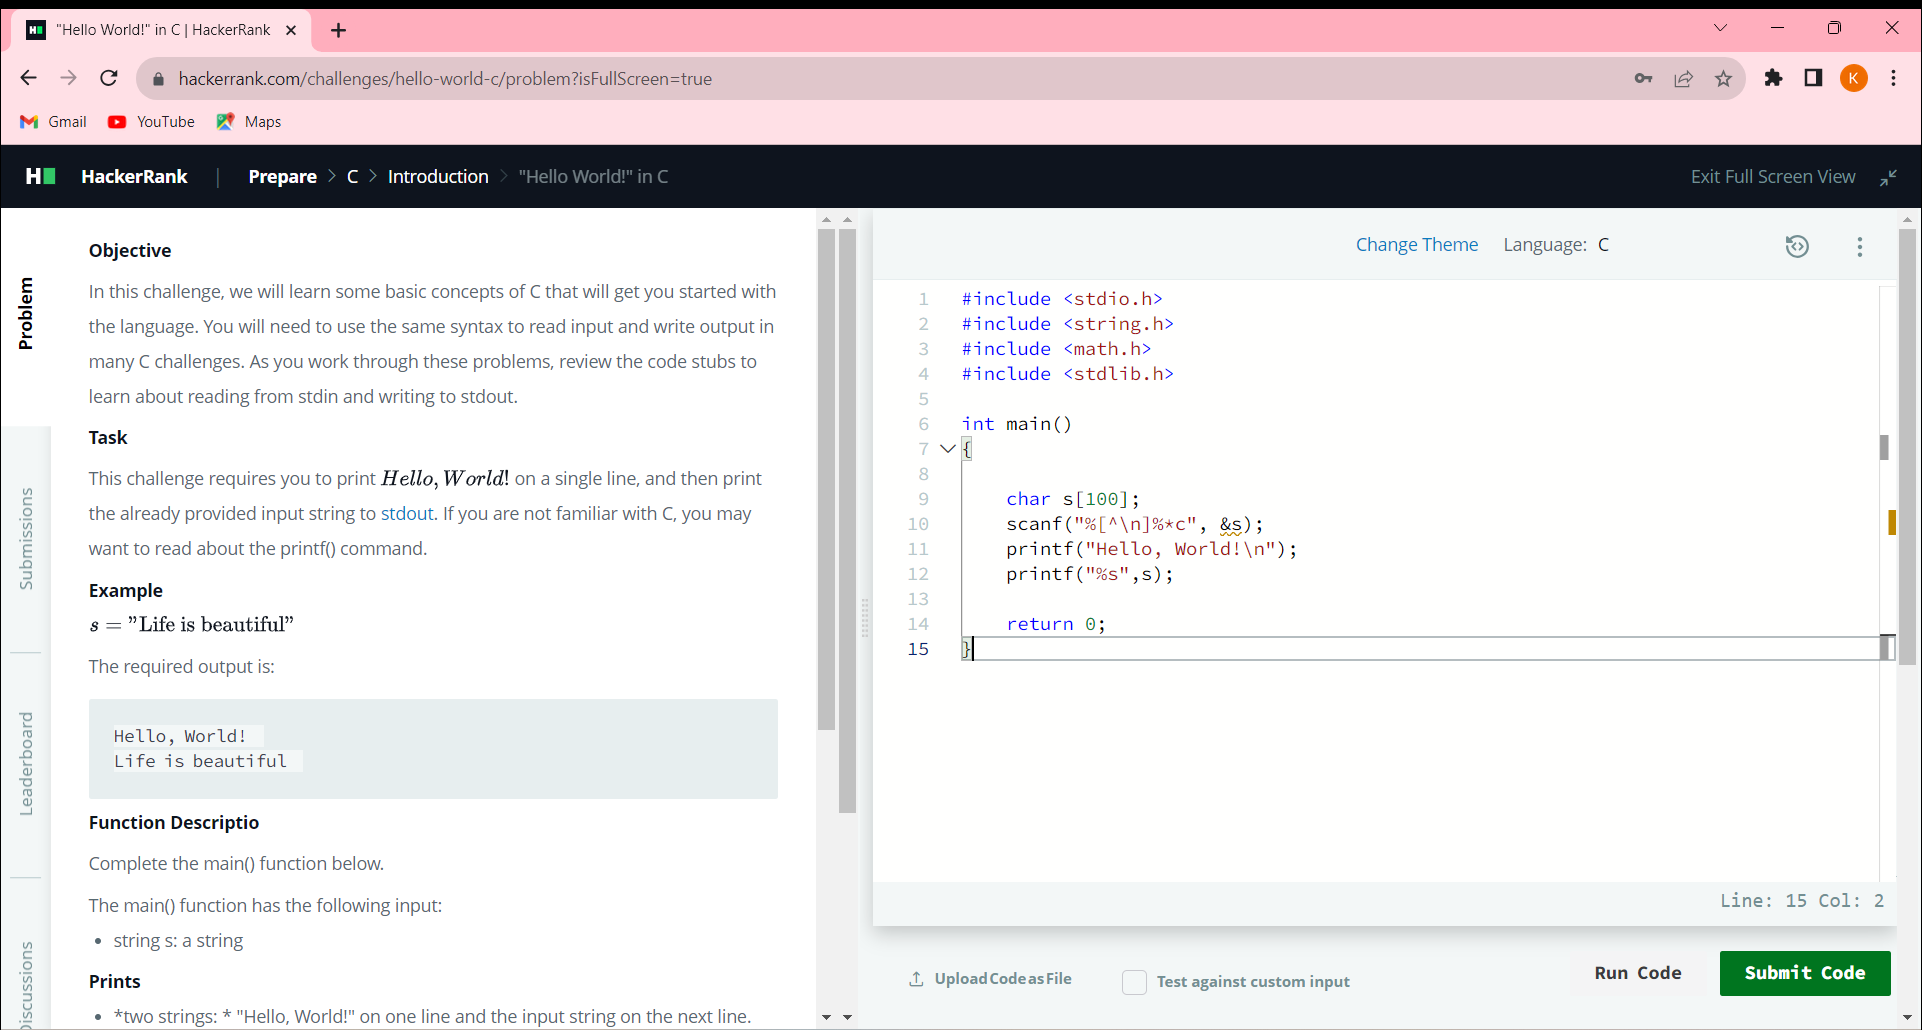 "Hello World!" in C | HackerRank
hackerrank.com/challenges/hello-world-c/problem?isFullScreen=true
K
Gmail YouTube Maps
H HackerRank | Prepare > C > Introduction > "Hello World!" in C Exit Full Screen View
Problem
Submissions
Leaderboard
Discussions
Objective
In this challenge, we will learn some basic concepts of C that will get you started with
the language. You will need to use the same syntax to read input and write output in
many C challenges. As you work through these problems, review the code stubs to
learn about reading from stdin and writing to stdout.
Task
This challenge requires you to print Hello, World! on a single line, and then print
the already provided input string to stdout. If you are not familiar with C, you may
want to read about the printf() command.
Example
s = ”Life is beautiful”
The required output is:
Hello, World!
Life is beautiful
Function Descriptio
Complete the main() function below.
The main() function has the following input:
• string s: a string
Prints
• *two strings: * "Hello, World!" on one line and the input string on the next line.
Change Theme Language: C
1 #include <stdio.h>
2 #include <string.h>
3 #include <math.h>
4 #include <stdlib.h>
5
6 int main()
7 {
8
9 char s[100];
10 scanf("%[^\n]%*c", &s);
11 printf("Hello, World!\n");
12 printf("%s",s);
13
14 return 0;
15 }
Line: 15 Col: 2
Upload Code as File Test against custom input Run Code Submit Code